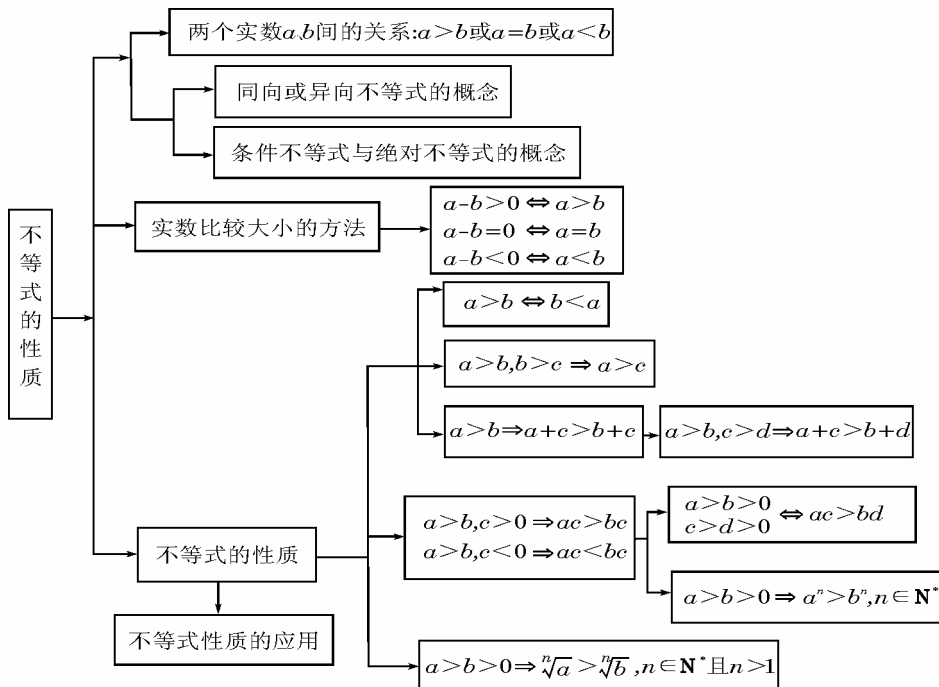 两个实数a、b间的关系:a>b或a=b或a<b
同向或异向不等式的概念
条件不等式与绝对不等式的概念
不等式的性质
实数比较大小的方法
a-b>0⇔a>b
a-b=0⇔a=b
a-b<0⇔a<b
a>b⇔b<a
a>b,b>c⇒a>c
a>b⇒a+c>b+c
a>b,c>d⇒a+c>b+d
不等式的性质
a>b,c>0⇒ac>bc
a>b,c<0⇒ac<bc
a>b>0
c>d>0
⇔ac>bd
a>b>0⇒aⁿ>bⁿ,n∈N*
不等式性质的应用
a>b>0⇒ⁿ√a>ⁿ√b,n∈N*且n>1